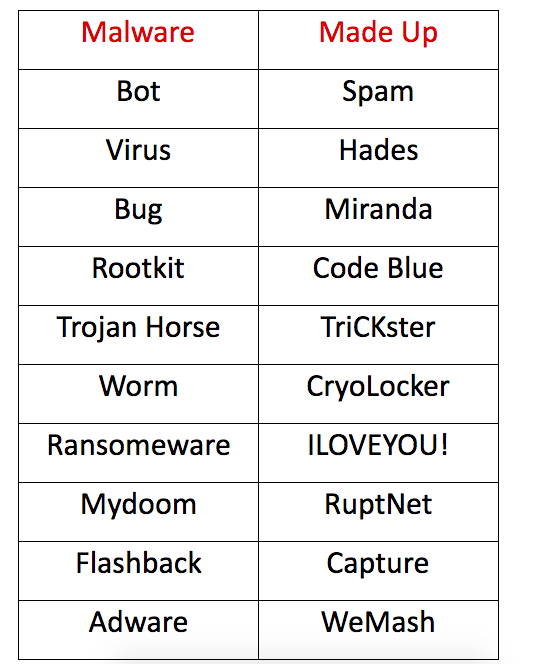 Malware Made Up
Bot Spam
Virus Hades
Bug Miranda
Rootkit Code Blue
Trojan Horse TriCKster
Worm CryoLocker
Ransomeware ILOVEYOU!
Mydoom RuptNet
Flashback Capture
Adware WeMash